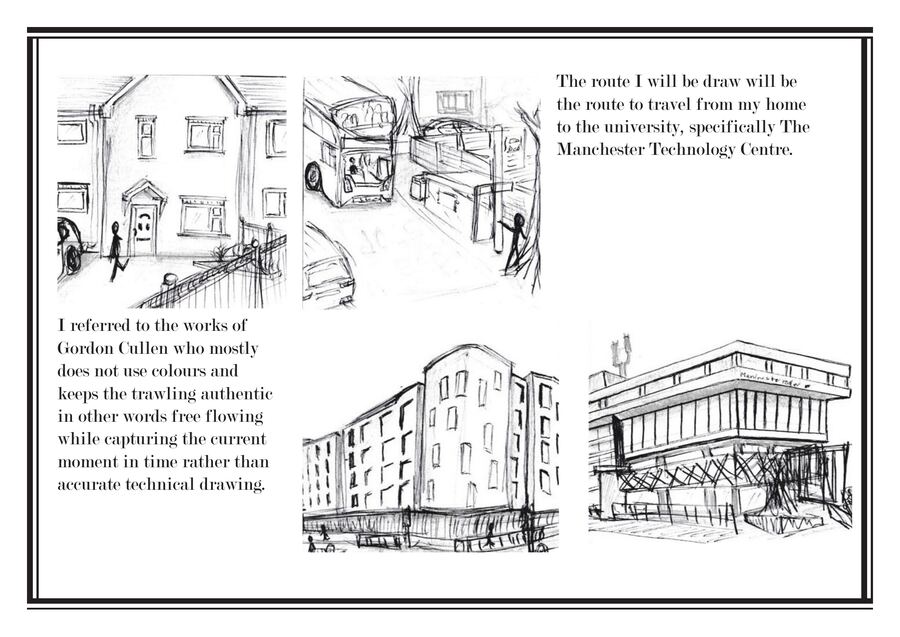 The route I will be draw will be
the route to travel from my home
to the university, specifically The
Manchester Technology Centre.
I referred to the works of
Gordon Cullen who mostly
does not use colours and
keeps the trawling authentic
in other words free flowing
while capturing the current
moment in time rather than
accurate technical drawing.